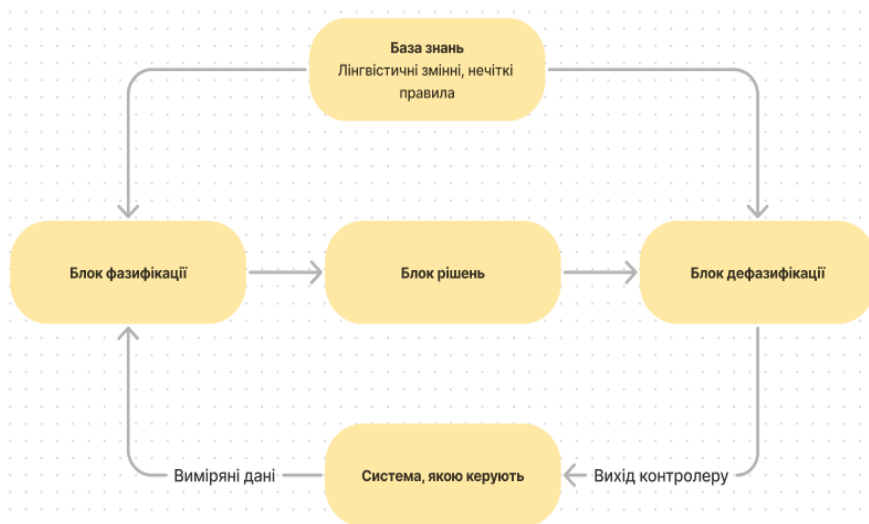 База знань
Лінгвістичні змінні, нечіткі
правила
Блок фазифікації
Блок рішень
Блок дефазифікації
Виміряні дані
Система, якою керують
Вихід контролеру